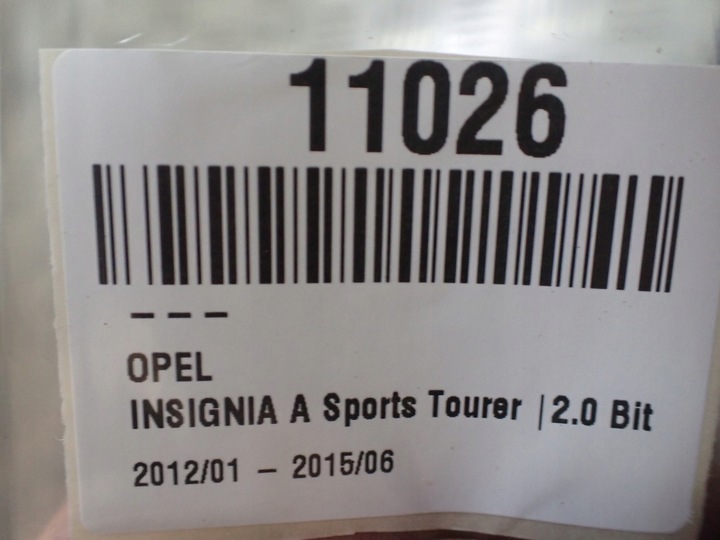 11026
– – –
OPEL
INSIGNIA A Sports Tourer |2.0 Bit
2012/01 – 2015/06